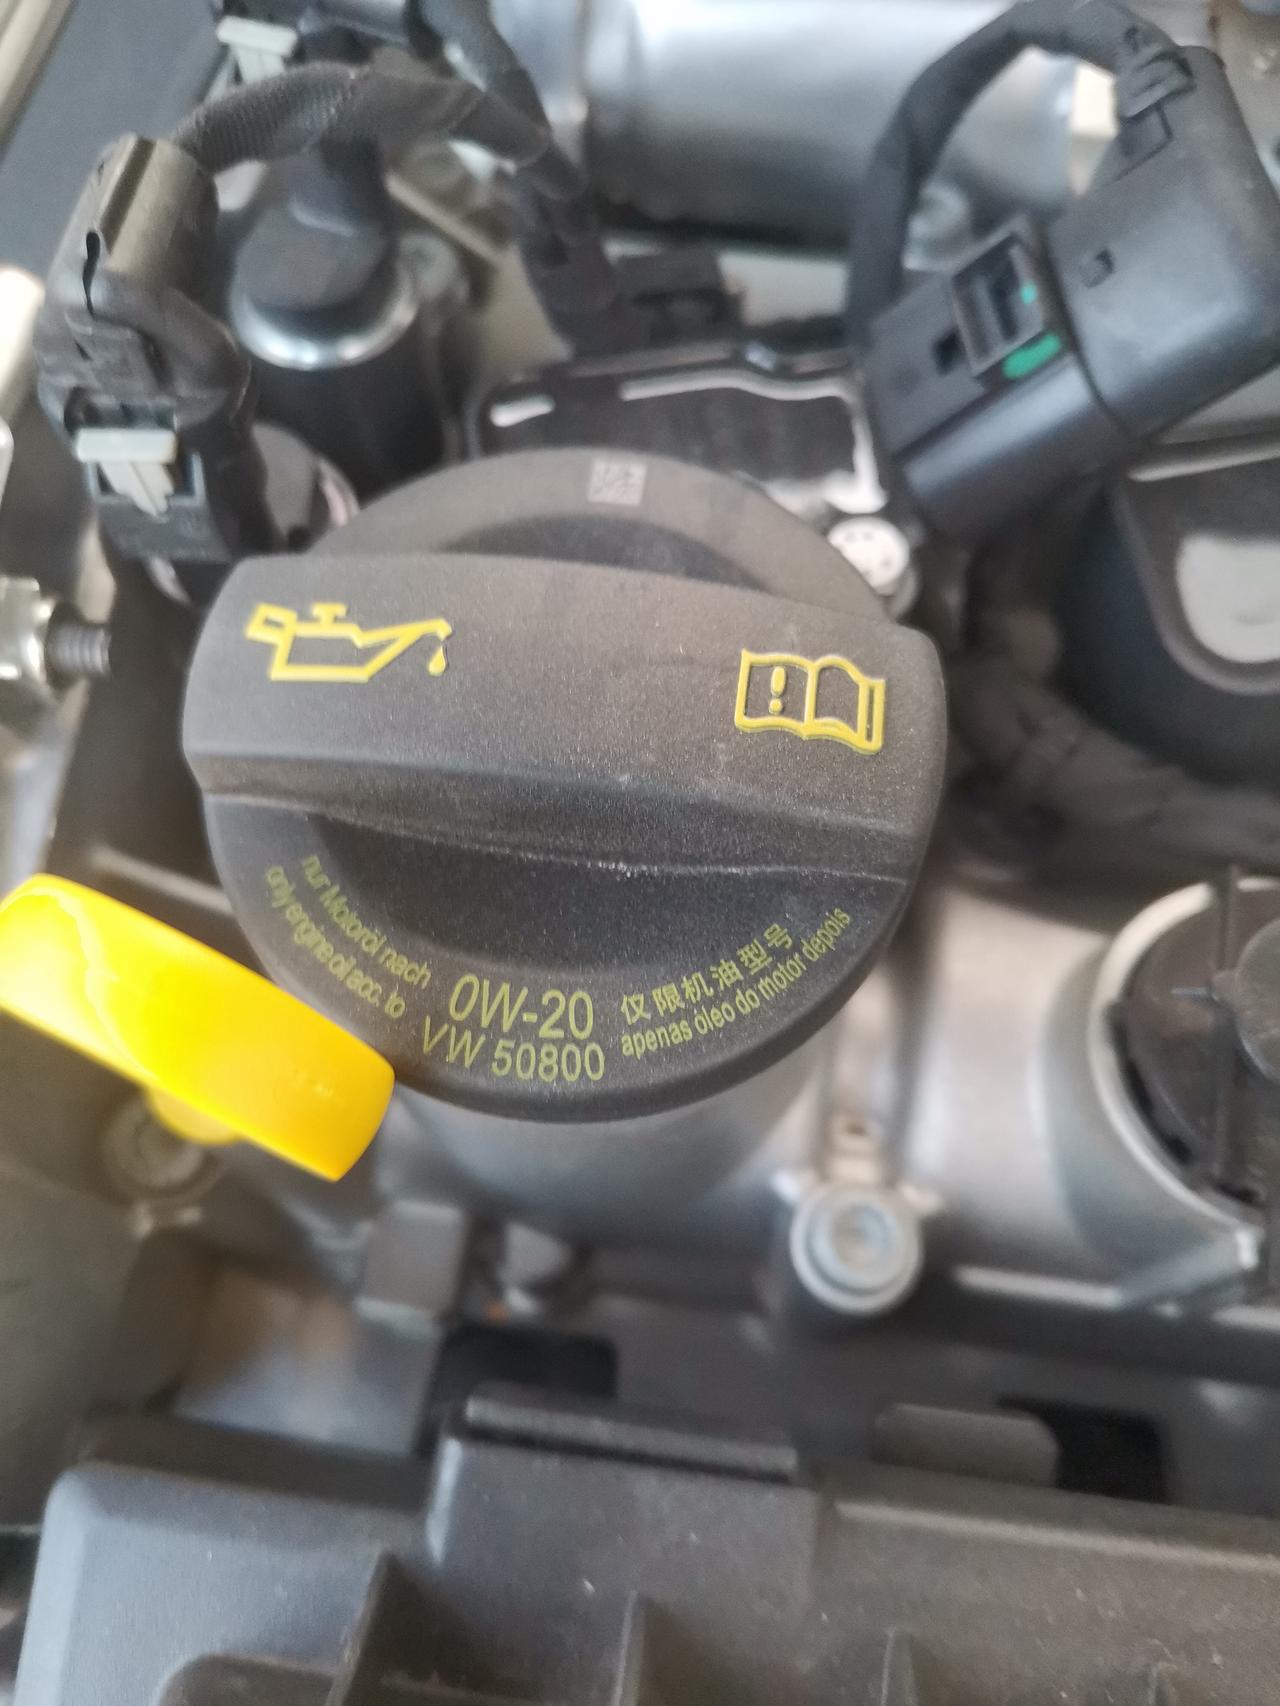 nur Motoröl nach
only engine oil acc. to
0W-20
VW 50800
仅限机油型号
apenas óleo do motor depois